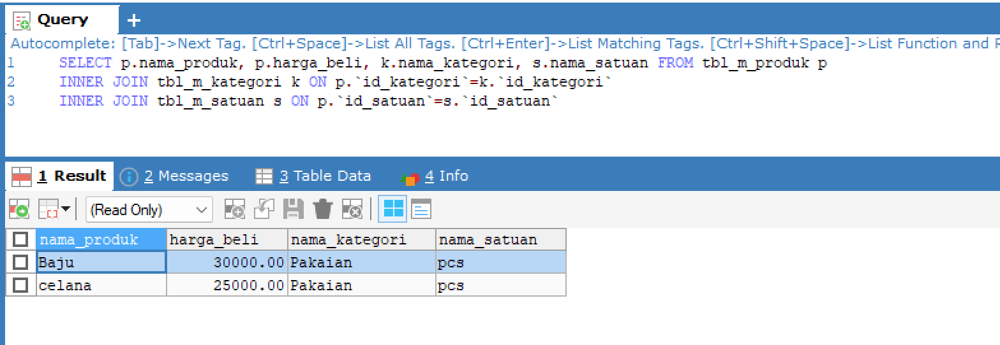 Query +
Autocomplete: [Tab]->Next Tag. [Ctrl+Space]->List All Tags. [Ctrl+Enter]->List Matching Tags. [Ctrl+Shift+Space]->List Function and
1 SELECT p.nama_produk, p.harga_beli, k.nama_kategori, s.nama_satuan FROM tbl_m_produk p
2 INNER JOIN tbl_m_kategori k ON p.`id_kategori`=k.`id_kategori`
3 INNER JOIN tbl_m_satuan s ON p.`id_satuan`=s.`id_satuan`
1 Result 2 Messages 3 Table Data 4 Info
(Read Only)
nama_produk harga_beli nama_kategori nama_satuan
Baju 30000.00 Pakaian pcs
celana 25000.00 Pakaian pcs